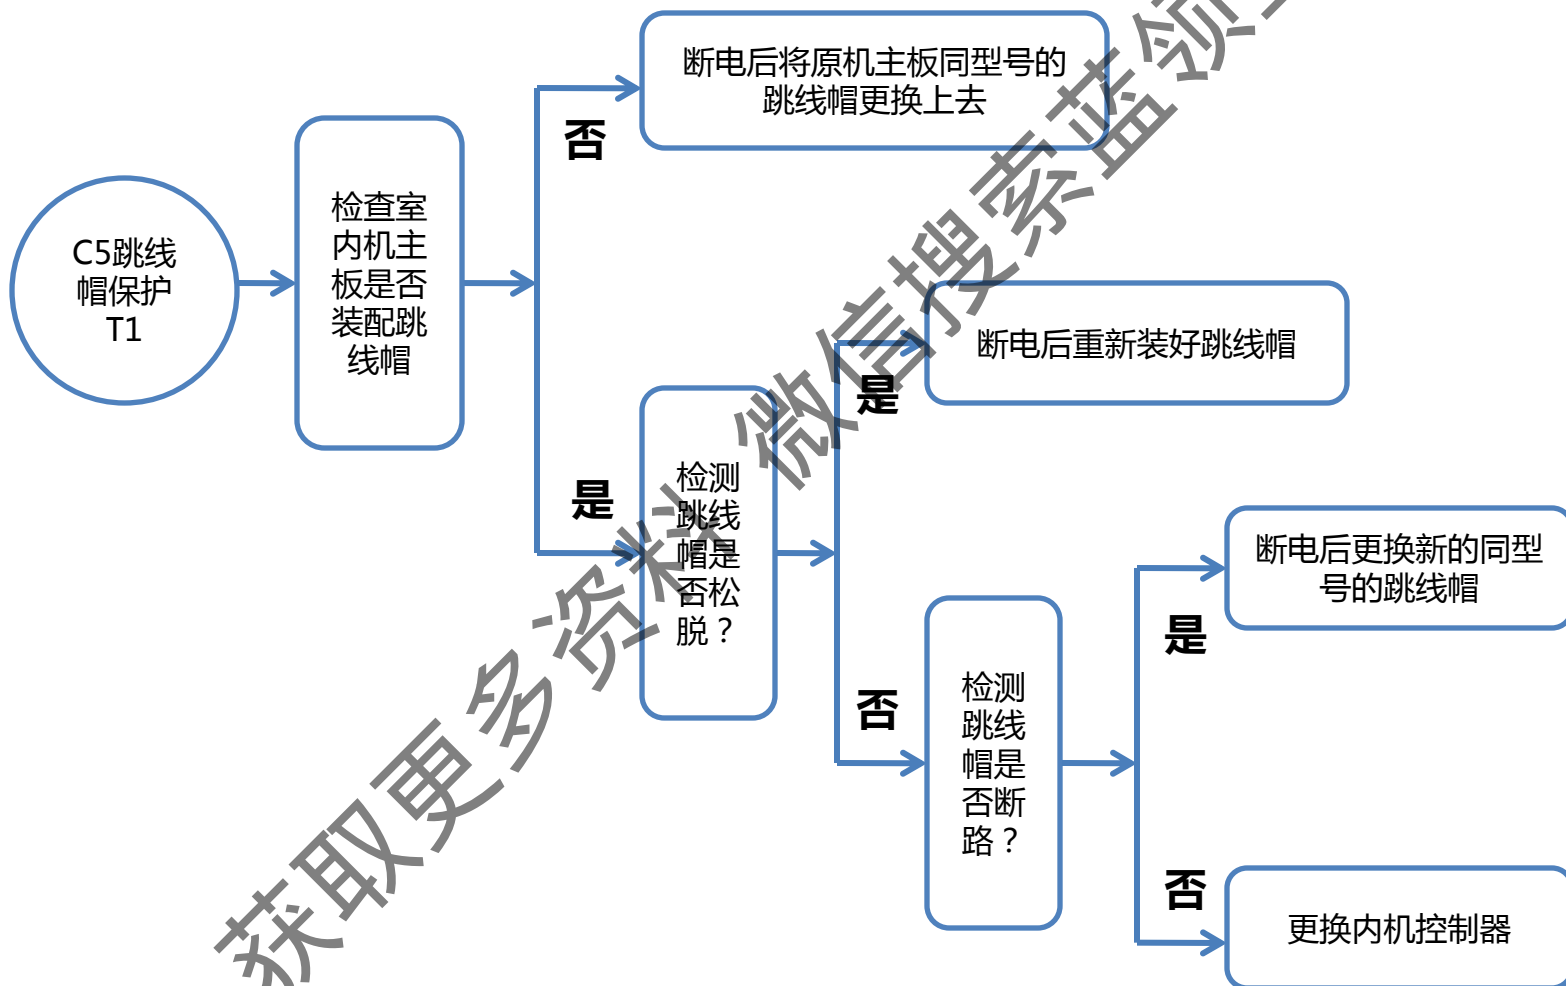 断电后将原机主板同型号的
跳线帽更换上去
否
检查室
内机主
板是否
装配跳
线帽
C5跳线
帽保护
T1
断电后重新装好跳线帽
是
检测
跳线
帽是
否松
脱？
是
断电后更换新的同型
号的跳线帽
是
否
检测
跳线
帽是
否断
路？
否
更换内机控制器
获取更多资料 微信搜索蓝领